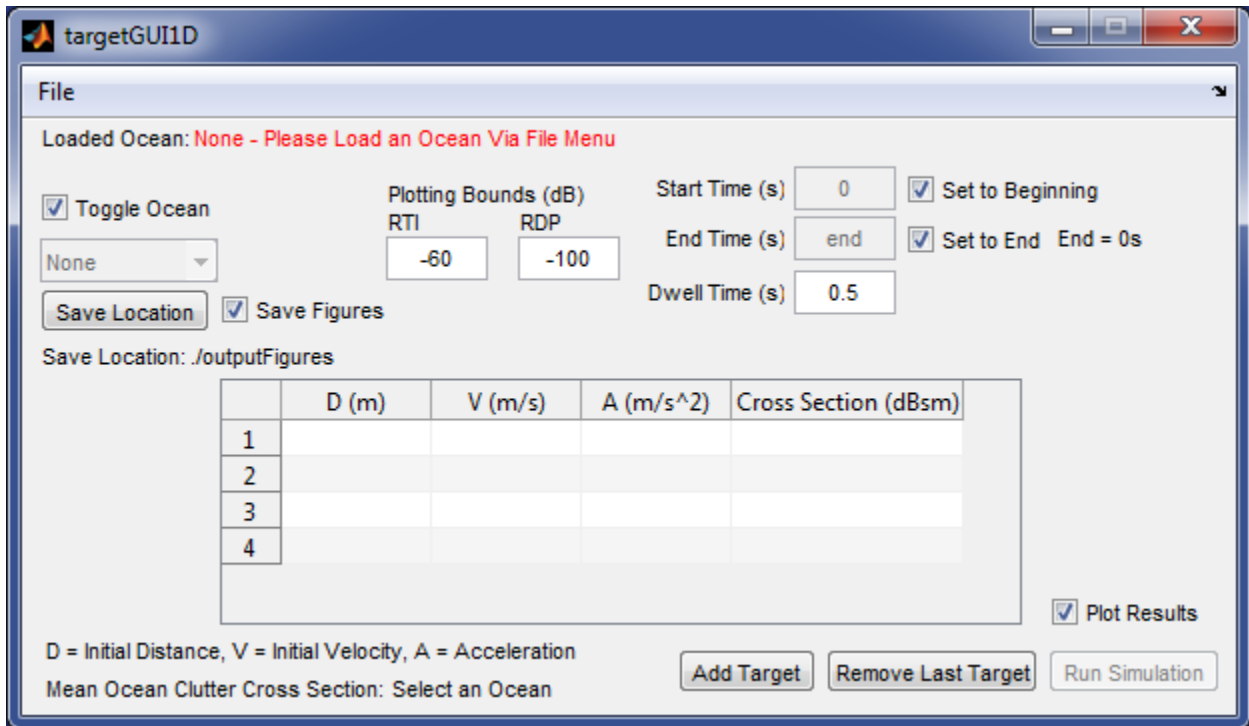 targetGUI1D
File
Loaded Ocean: None - Please Load an Ocean Via File Menu
Toggle Ocean
None
Save Location
Save Figures
Plotting Bounds (dB)
RTI RDP
-60 -100
Start Time (s) 0 Set to Beginning
End Time (s) end Set to End End = 0s
Dwell Time (s) 0.5
Save Location: ./outputFigures
D (m) V (m/s) A (m/s^2) Cross Section (dBsm)
1
2
3
4
Plot Results
D = Initial Distance, V = Initial Velocity, A = Acceleration
Mean Ocean Clutter Cross Section: Select an Ocean
Add Target Remove Last Target Run Simulation